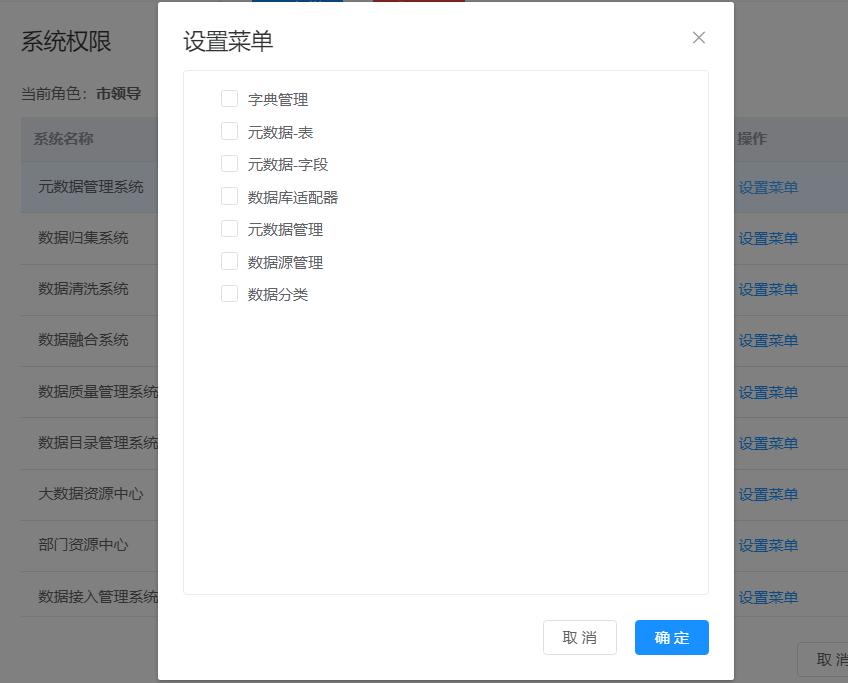 系统权限
当前角色：市领导
系统名称
操作
元数据管理系统
设置菜单
数据归集系统
设置菜单
数据清洗系统
设置菜单
数据融合系统
设置菜单
数据质量管理系统
设置菜单
数据目录管理系统
设置菜单
大数据资源中心
设置菜单
部门资源中心
设置菜单
数据接入管理系统
设置菜单
取 消
设置菜单
字典管理
元数据-表
元数据-字段
数据库适配器
元数据管理
数据源管理
数据分类
取 消
确 定